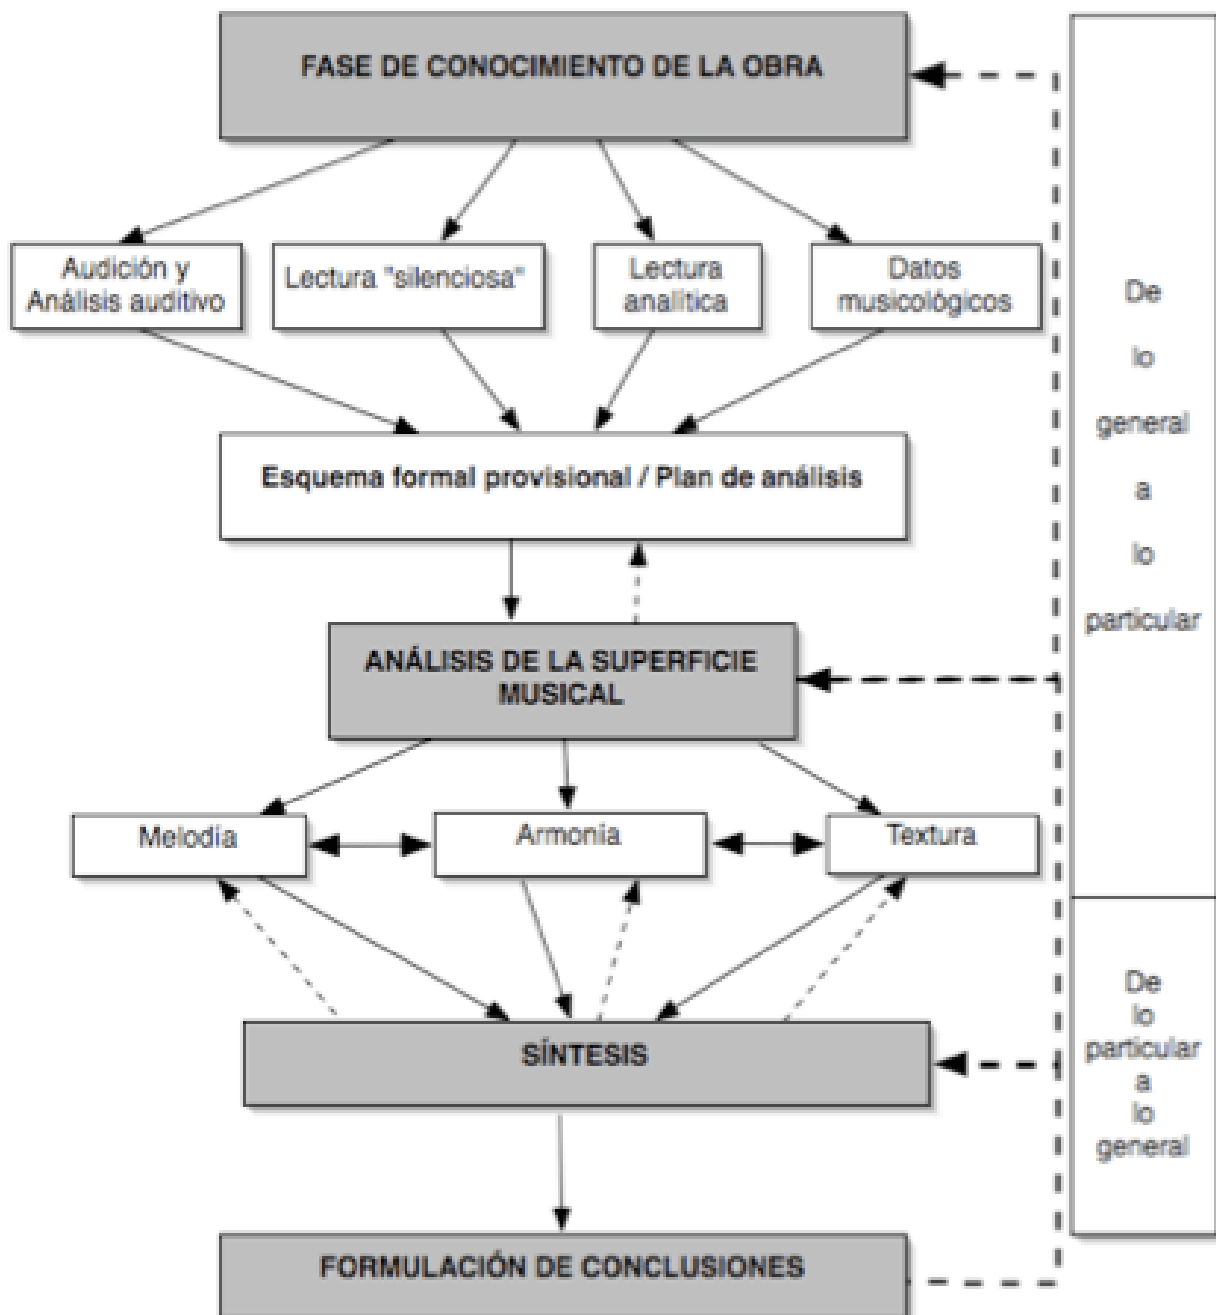 FASE DE CONOCIMIENTO DE LA OBRA
Audición y
Análisis auditivo
Lectura "silenciosa"
Lectura
analítica
Datos
musicológicos
Esquema formal provisional / Plan de análisis
ANÁLISIS DE LA SUPERFICIE
MUSICAL
Melodía
Armonia
Textura
SÍNTESIS
FORMULACIÓN DE CONCLUSIONES
De
lo
general
a
lo
particular
De
lo
particular
a
lo
general